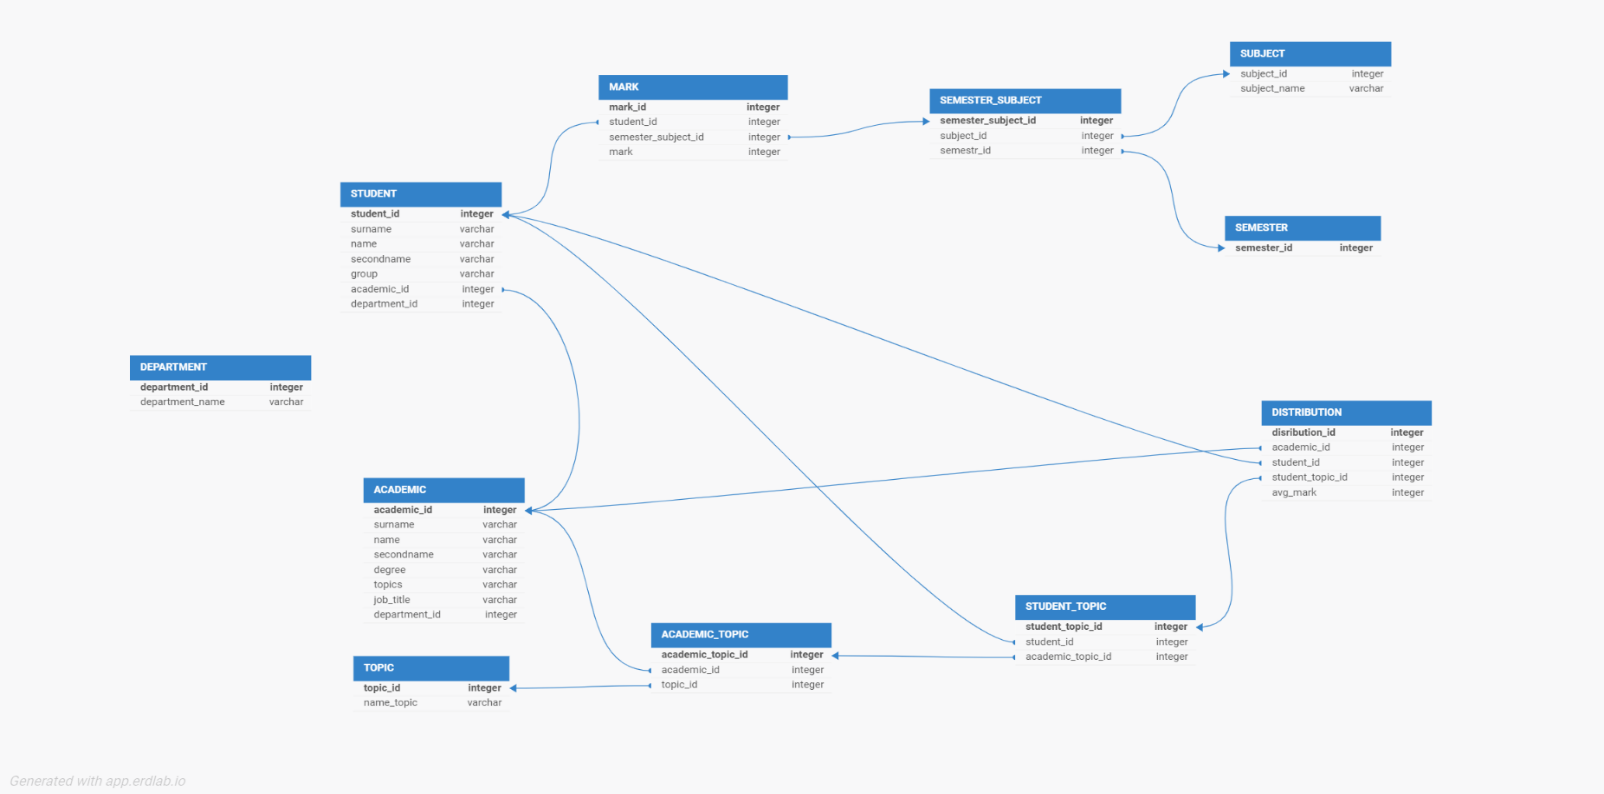 SUBJECT
subject_id integer
subject_name varchar
MARK
mark_id integer
student_id integer
semester_subject_id integer
mark integer
SEMESTER_SUBJECT
semester_subject_id integer
subject_id integer
semestr_id integer
STUDENT
student_id integer
surname varchar
name varchar
secondname varchar
group varchar
academic_id integer
department_id integer
SEMESTER
semester_id integer
DEPARTMENT
department_id integer
department_name varchar
DISTRIBUTION
disribution_id integer
academic_id integer
student_id integer
student_topic_id integer
avg_mark integer
ACADEMIC
academic_id integer
surname varchar
name varchar
secondname varchar
degree varchar
topics varchar
job_title varchar
department_id integer
STUDENT_TOPIC
student_topic_id integer
student_id integer
academic_topic_id integer
ACADEMIC_TOPIC
academic_topic_id integer
academic_id integer
topic_id integer
TOPIC
topic_id integer
name_topic varchar
Generated with app.erdlab.io